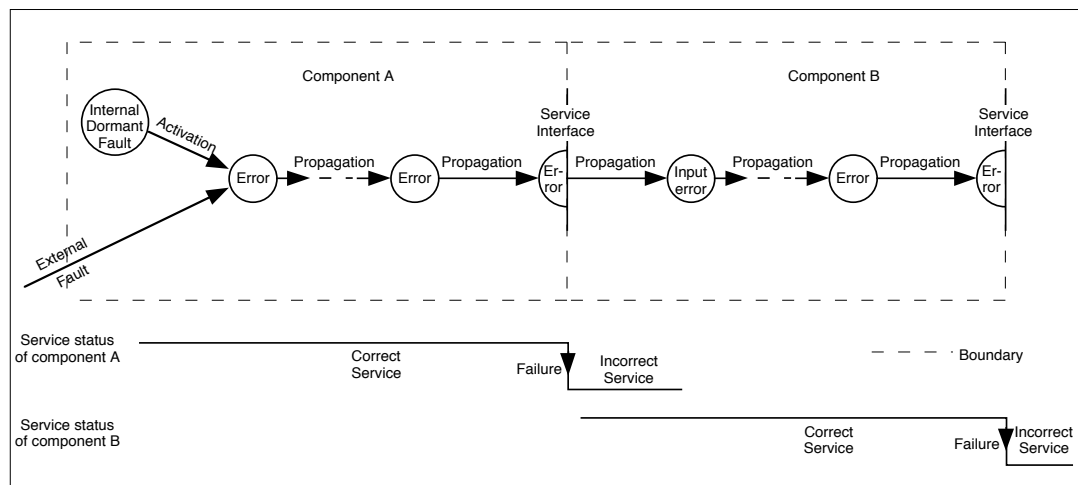 Component A
Component B
Internal
Dormant
Fault
Activation
Service
Interface
Service
Interface
Error
Propagation
Error
Propagation
Er-
ror
Propagation
Input
error
Propagation
Error
Propagation
Er-
ror
External
Fault
Service status
of component A
Correct
Service
Failure
Incorrect
Service
Boundary
Service status
of component B
Correct
Service
Failure
Incorrect
Service